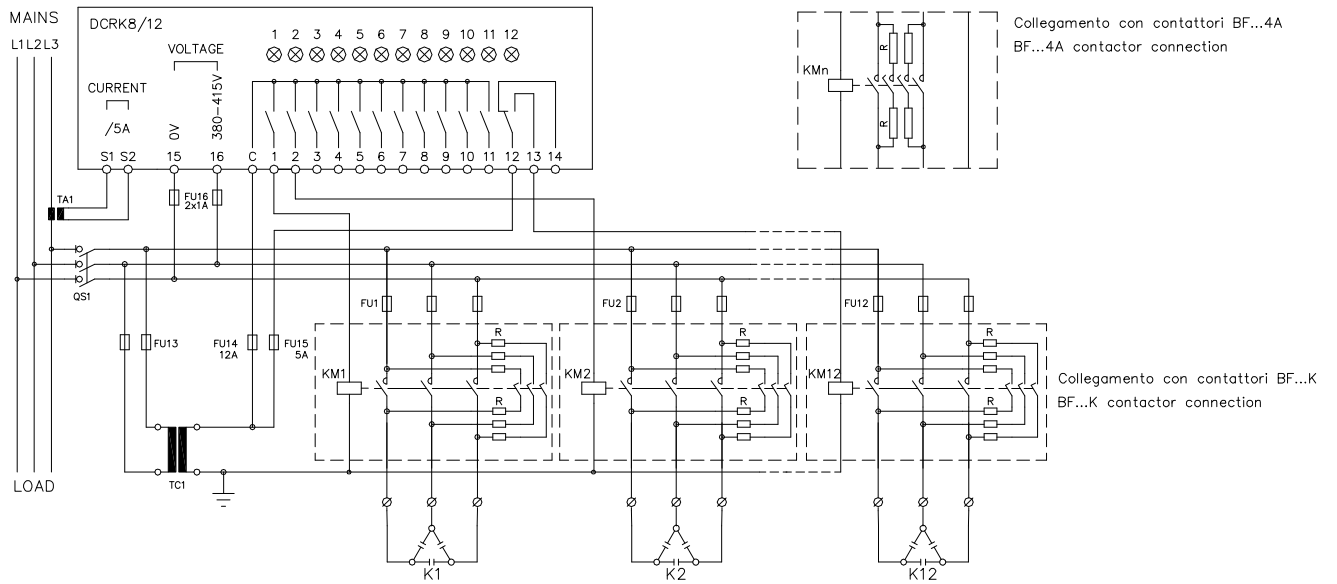 MAINS
L1 L2 L3
DCRK8/12
VOLTAGE
CURRENT
/5A
0V
380-415V
1 2 3 4 5 6 7 8 9 10 11 12
S1 S2 15 16 C 1 2 3 4 5 6 7 8 9 10 11 12 13 14
KMn
R
R
Collegamento con contattori BF...4A
BF...4A contactor connection
TA1
FU16
2x1A
QS1
FU1
FU2
FU12
FU13
FU14
12A
FU15
5A
KM1
R
R
KM2
R
R
KM12
R
R
Collegamento con contattori BF...K
BF...K contactor connection
LOAD
TC1
K1
K2
K12